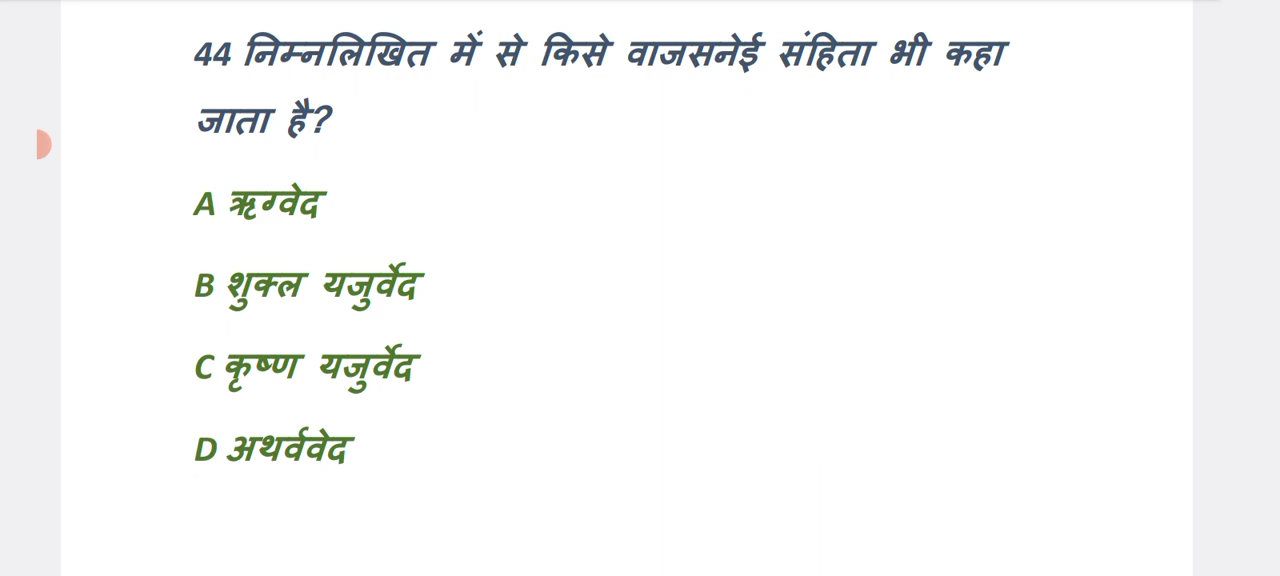 44 निम्नलिखित में से किसे वाजसनेई संहिता भी कहा
जाता है?
A ऋग्वेद
B शुक्ल यजुर्वेद
C कृष्ण यजुर्वेद
D अथर्ववेद